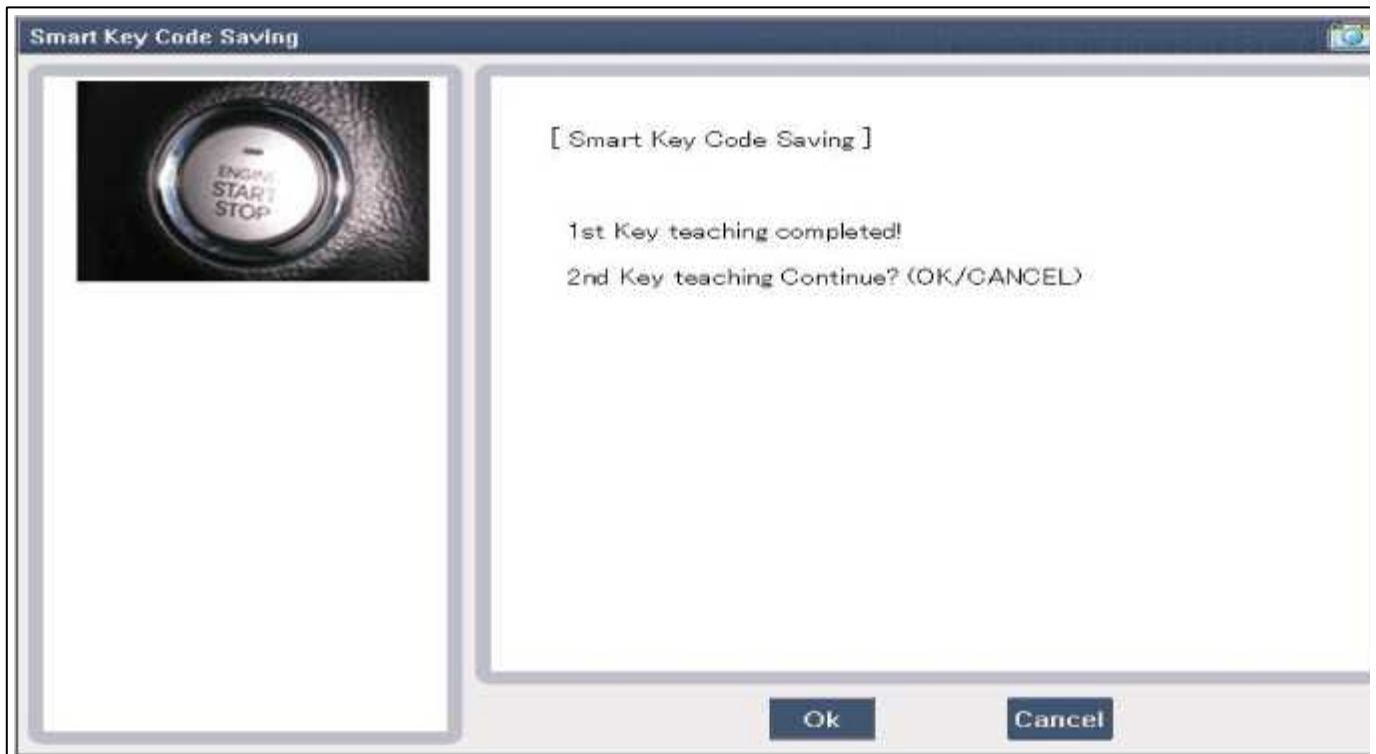 Smart Key Code Saving
ENGINE
START
STOP
[ Smart Key Code Saving ]
1st Key teaching completed!
2nd Key teaching Continue? (OK/CANCEL)
Ok
Cancel